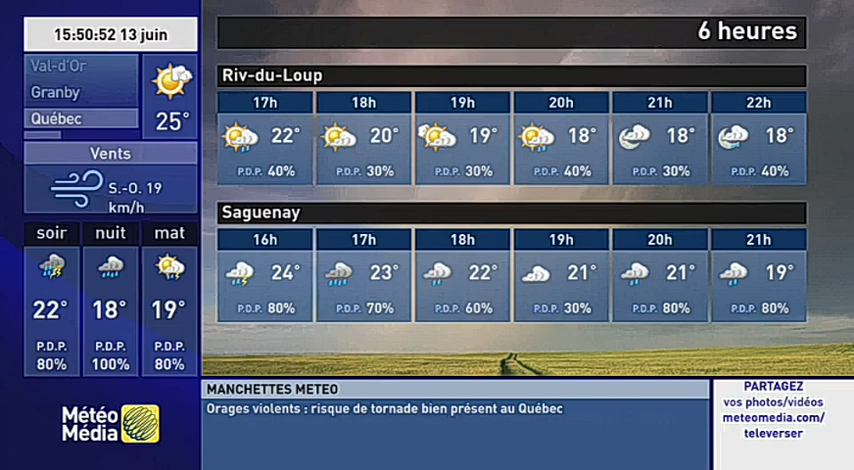 15:50:52 13 juin
Val-d'Or
Granby
Québec
25°
Vents
S.-O. 19
km/h
soir nuit mat
22° 18° 19°
P.D.P. P.D.P. P.D.P.
80% 100% 80%
Météo
Média
6 heures
Riv-du-Loup
17h 18h 19h 20h 21h 22h
22° 20° 19° 18° 18° 18°
P.D.P. 40% P.D.P. 30% P.D.P. 30% P.D.P. 40% P.D.P. 30% P.D.P. 40%
Saguenay
16h 17h 18h 19h 20h 21h
24° 23° 22° 21° 21° 19°
P.D.P. 80% P.D.P. 70% P.D.P. 60% P.D.P. 30% P.D.P. 80% P.D.P. 80%
MANCHETTES METEO
Orages violents : risque de tornade bien présent au Québec
PARTAGEZ
vos photos/vidéos
meteomedia.com/
televerser